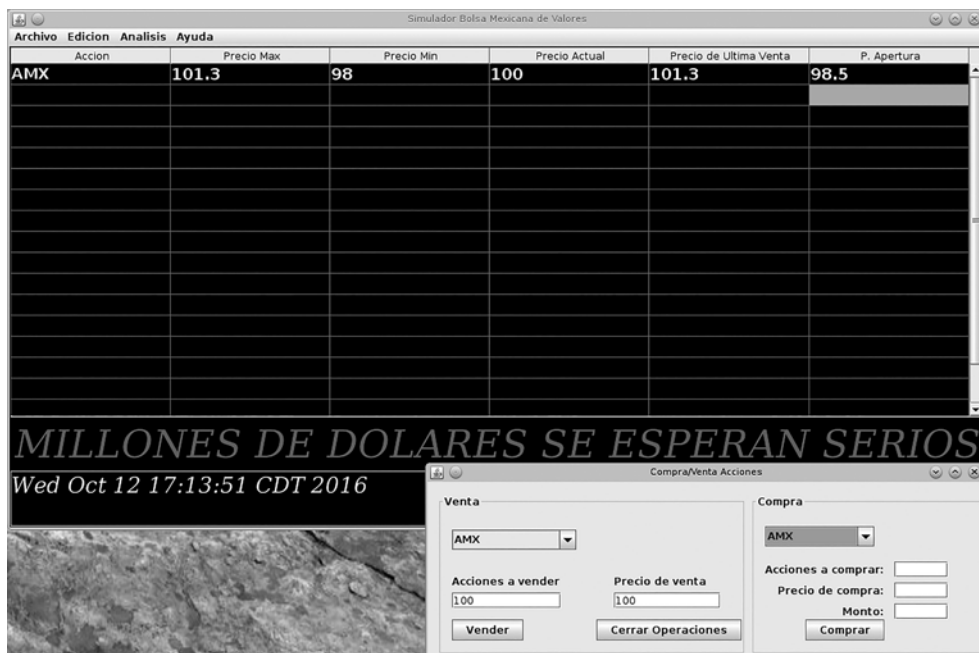 Simulador Bolsa Mexicana de Valores
Archivo Edicion Analisis Ayuda
Accion Precio Max Precio Min Precio Actual Precio de Ultima Venta P. Apertura
AMX 101.3 98 100 101.3 98.5
MILLONES DE DOLARES SE ESPERAN SERIOS
Wed Oct 12 17:13:51 CDT 2016
Compra/Venta Acciones
Venta
AMX
Acciones a vender Precio de venta
100 100
Vender Cerrar Operaciones
Compra
AMX
Acciones a comprar:
Precio de compra:
Monto:
Comprar